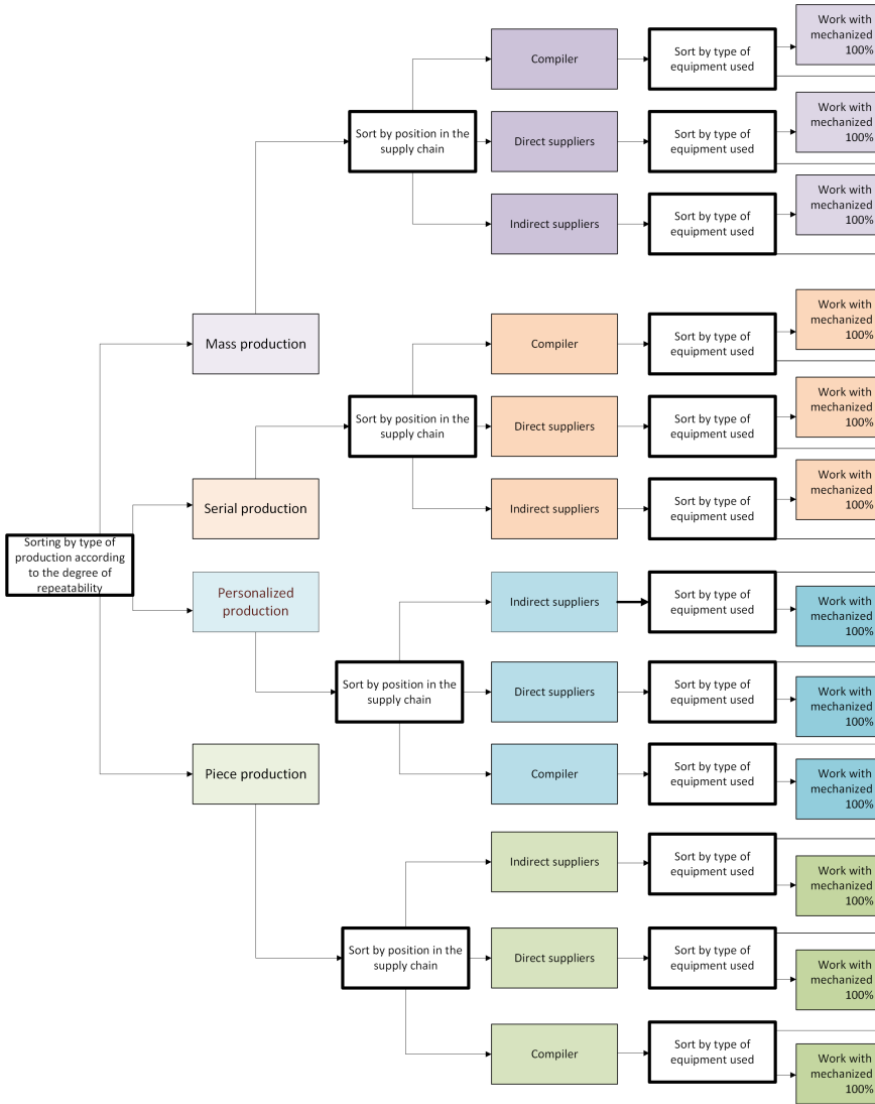 Work with
mechanized
100%
Compiler
Sort by type of
equipment used
Work with
mechanized
100%
Sort by position in the
supply chain
Direct suppliers
Sort by type of
equipment used
Work with
mechanized
100%
Indirect suppliers
Sort by type of
equipment used
Mass production
Work with
mechanized
100%
Compiler
Sort by type of
equipment used
Work with
mechanized
100%
Sort by position in the
supply chain
Direct suppliers
Sort by type of
equipment used
Work with
mechanized
100%
Serial production
Indirect suppliers
Sort by type of
equipment used
Sorting by type of
production according
to the degree of
repeatability
Personalized
production
Indirect suppliers
Sort by type of
equipment used
Work with
mechanized
100%
Sort by position in the
supply chain
Direct suppliers
Sort by type of
equipment used
Work with
mechanized
100%
Piece production
Compiler
Sort by type of
equipment used
Work with
mechanized
100%
Indirect suppliers
Sort by type of
equipment used
Work with
mechanized
100%
Sort by position in the
supply chain
Direct suppliers
Sort by type of
equipment used
Work with
mechanized
100%
Compiler
Sort by type of
equipment used
Work with
mechanized
100%